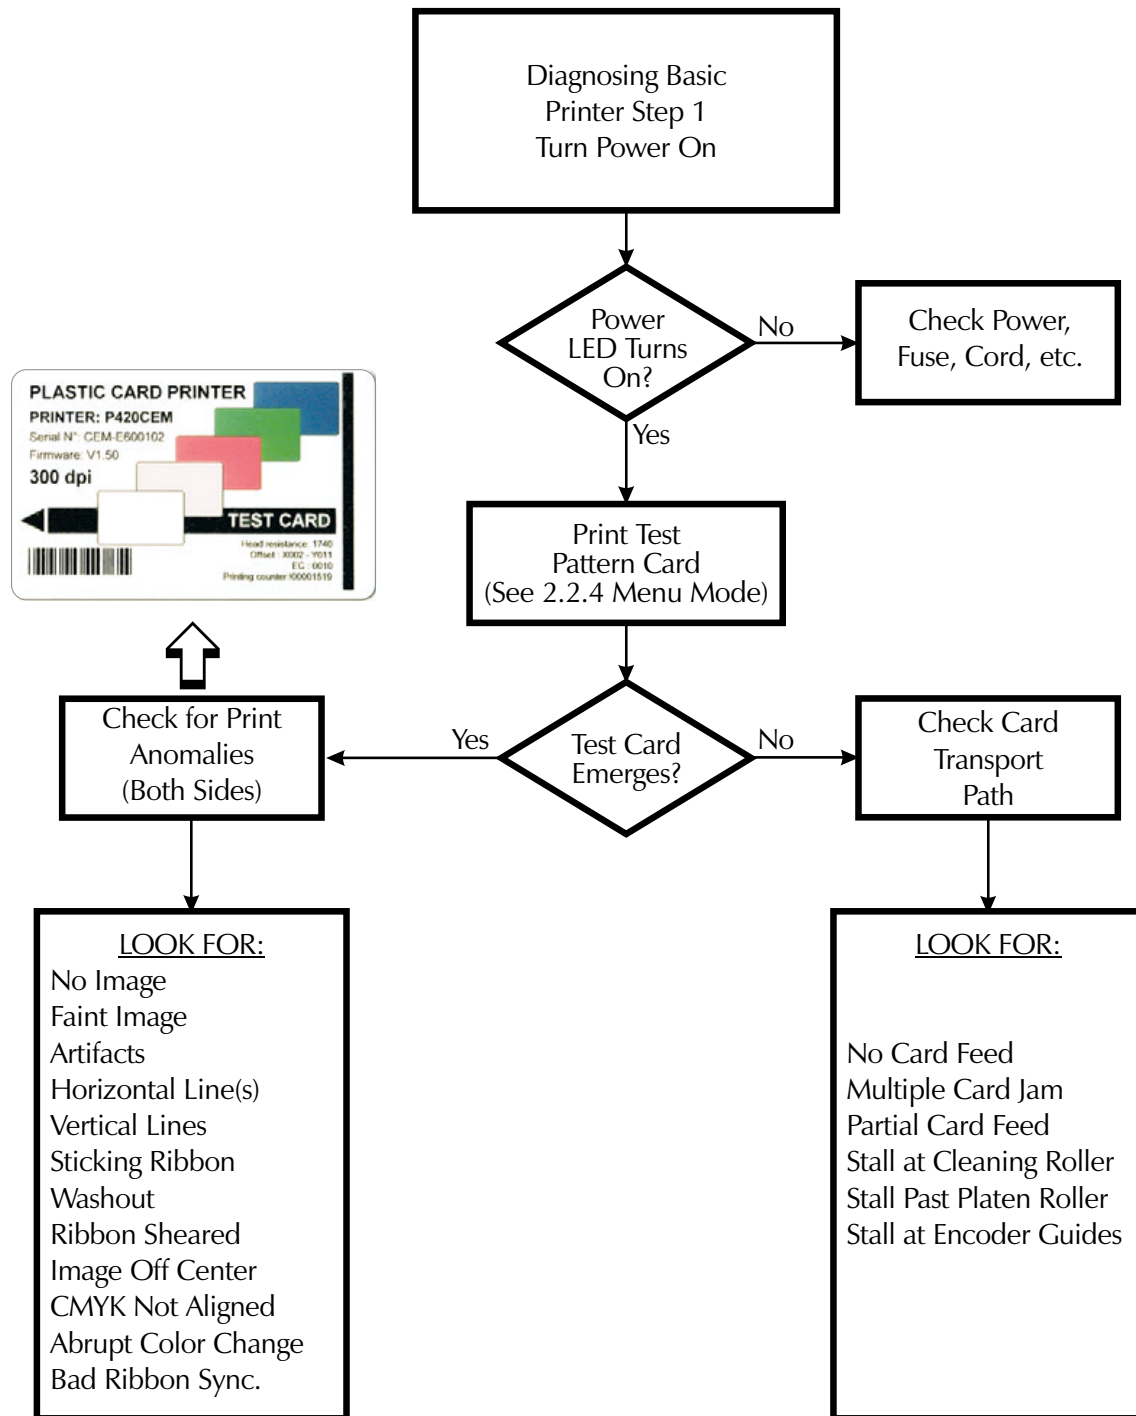 Diagnosing Basic
Printer Step 1
Turn Power On
Power
LED Turns
On?
No
Check Power,
Fuse, Cord, etc.
Yes
Print Test
Pattern Card
(See 2.2.4 Menu Mode)
Test Card
Emerges?
Yes
No
Check for Print
Anomalies
(Both Sides)
Check Card
Transport
Path
PLASTIC CARD PRINTER
PRINTER: P420CEM
Serial N°: CEM-E600102
Firmware: V1.50
300 dpi
TEST CARD
Head resistance: 1740
Offset : X002 - Y011
EC : 0010
Printing counter :00001519
LOOK FOR:
No Image
Faint Image
Artifacts
Horizontal Line(s)
Vertical Lines
Sticking Ribbon
Washout
Ribbon Sheared
Image Off Center
CMYK Not Aligned
Abrupt Color Change
Bad Ribbon Sync.
LOOK FOR:
No Card Feed
Multiple Card Jam
Partial Card Feed
Stall at Cleaning Roller
Stall Past Platen Roller
Stall at Encoder Guides